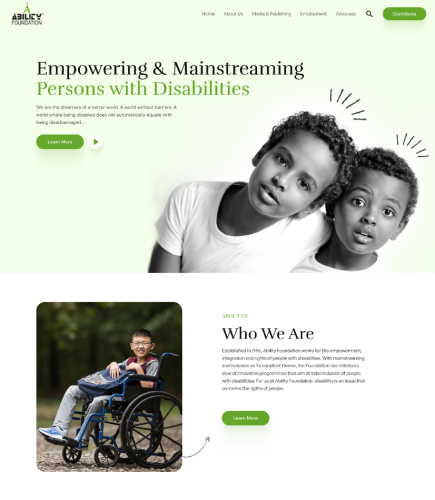 ABILITY
FOUNDATION
Home About Us Media & Publishing Employment Advocacy Contribute
Empowering & Mainstreaming
Persons with Disabilities
We are the dreamers of a better world. A world without barriers. A
world where being disabled does not automatically equate with
being disadvantaged...
Learn More
ABOUT US
Who We Are
Established in 1995, Ability Foundation works for the empowerment,
integration and rights of people with disabilities. With mainstreaming
and inclusion as it's constant theme, the Foundation has initiated a
slew of innovative programmes that aim at total inclusion of people
with disabilities. For us at Ability Foundation, disability is an issue that
concerns the rights of people.
Learn More